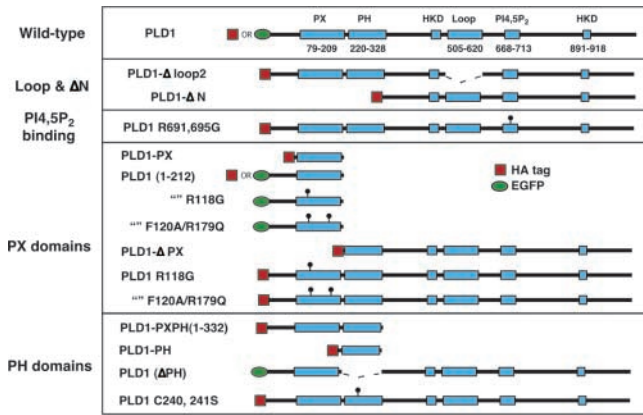 PX PH HKD Loop PI4,5P2 HKD
Wild-type PLD1 OR
79-209 220-328 505-620 668-713 891-918
Loop & ΔN
PLD1-Δ loop2
PLD1-Δ N
PI4,5P2
binding
PLD1 R691,695G
PX domains
PLD1-PX
PLD1 (1-212) OR
“” R118G
“” F120A/R179Q
HA tag
EGFP
PLD1-Δ PX
PLD1 R118G
“” F120A/R179Q
PH domains
PLD1-PXPH(1-332)
PLD1-PH
PLD1 (ΔPH)
PLD1 C240, 241S